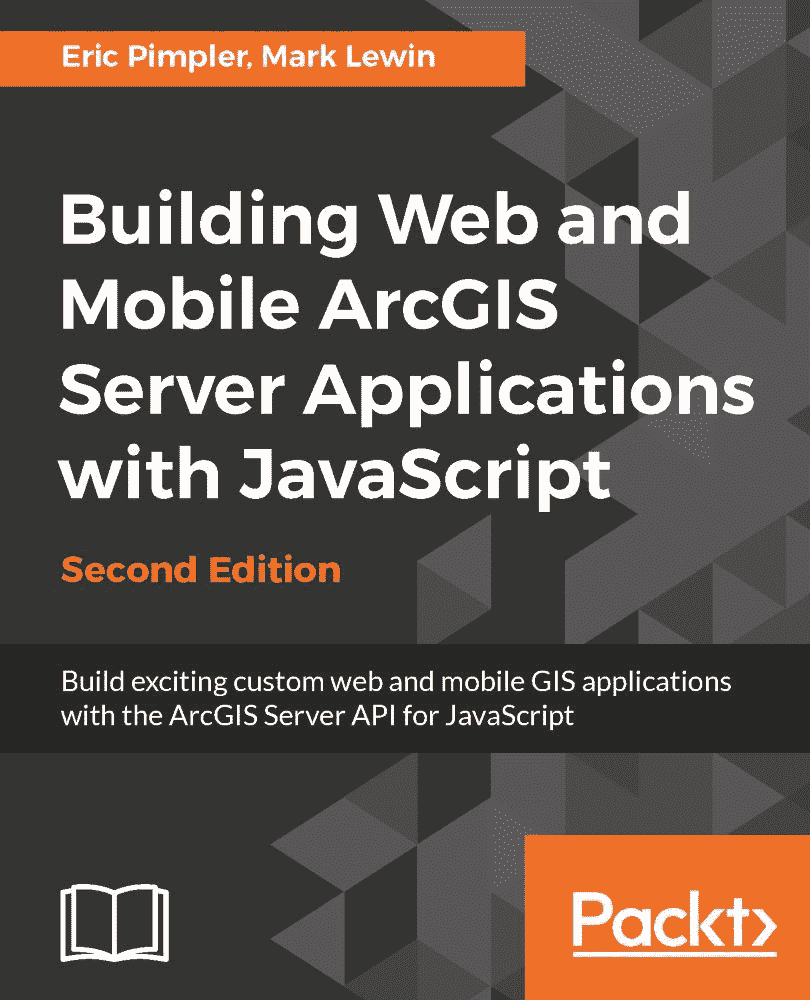 Eric Pimpler, Mark Lewin
Building Web and
Mobile ArcGIS
Server Applications
with JavaScript
Second Edition
Build exciting custom web and mobile GIS applications
with the ArcGIS Server API for JavaScript
Packt>